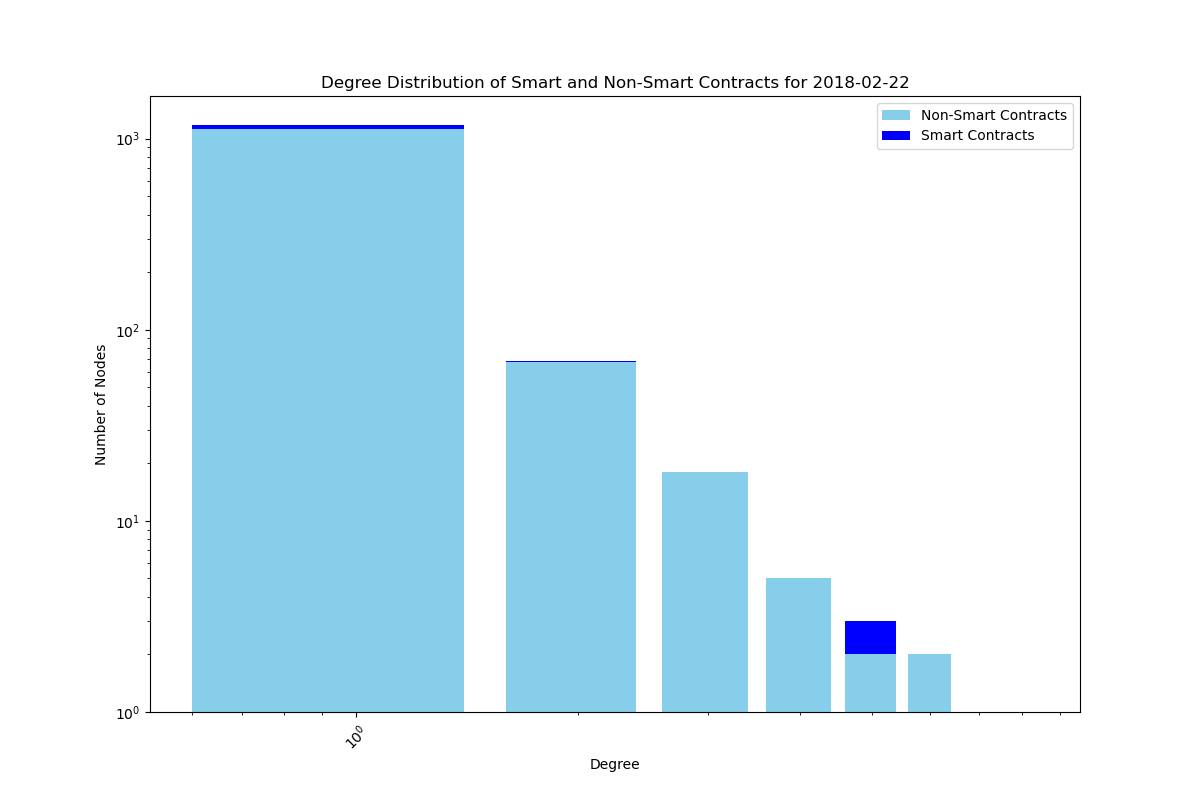 Degree Distribution of Smart and Non-Smart Contracts for 2018-02-22
Non-Smart Contracts
Smart Contracts
10³
10²
10¹
10⁰
Number of Nodes
10⁰
Degree